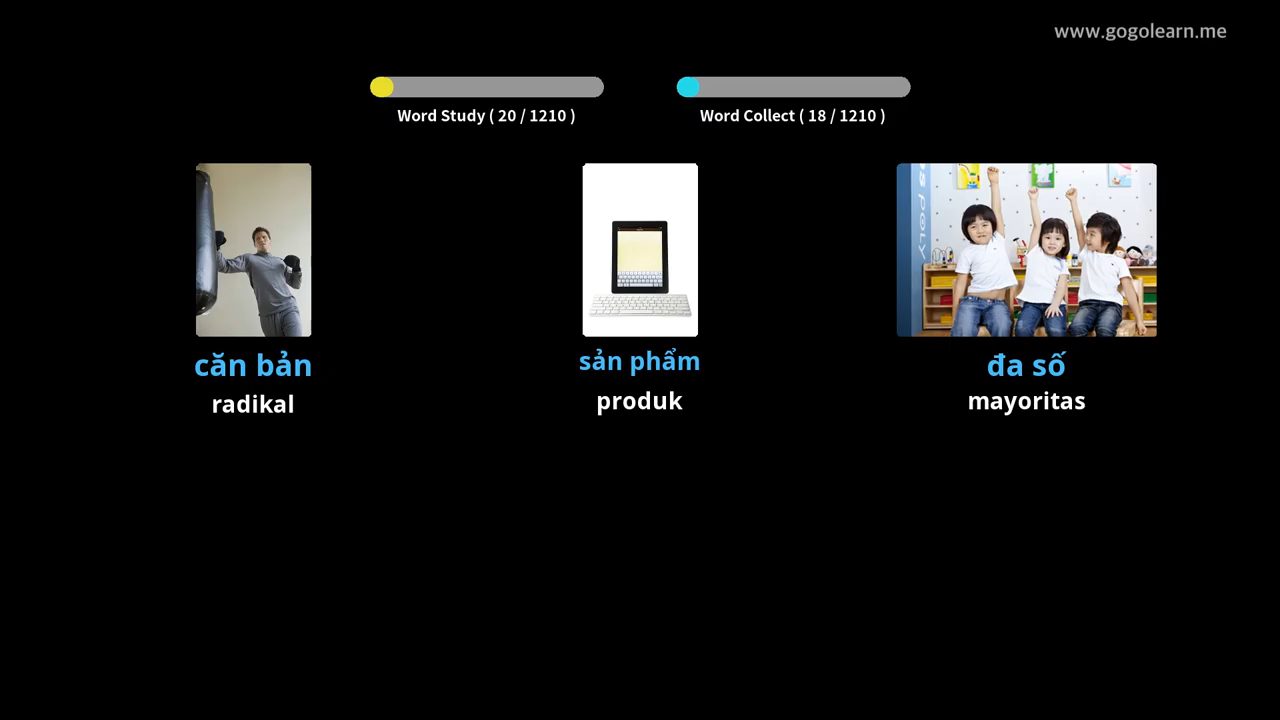 www.gogolearn.me
Word Study ( 20 / 1210 )
Word Collect ( 18 / 1210 )
căn bản
radikal
sản phẩm
produk
đa số
mayoritas